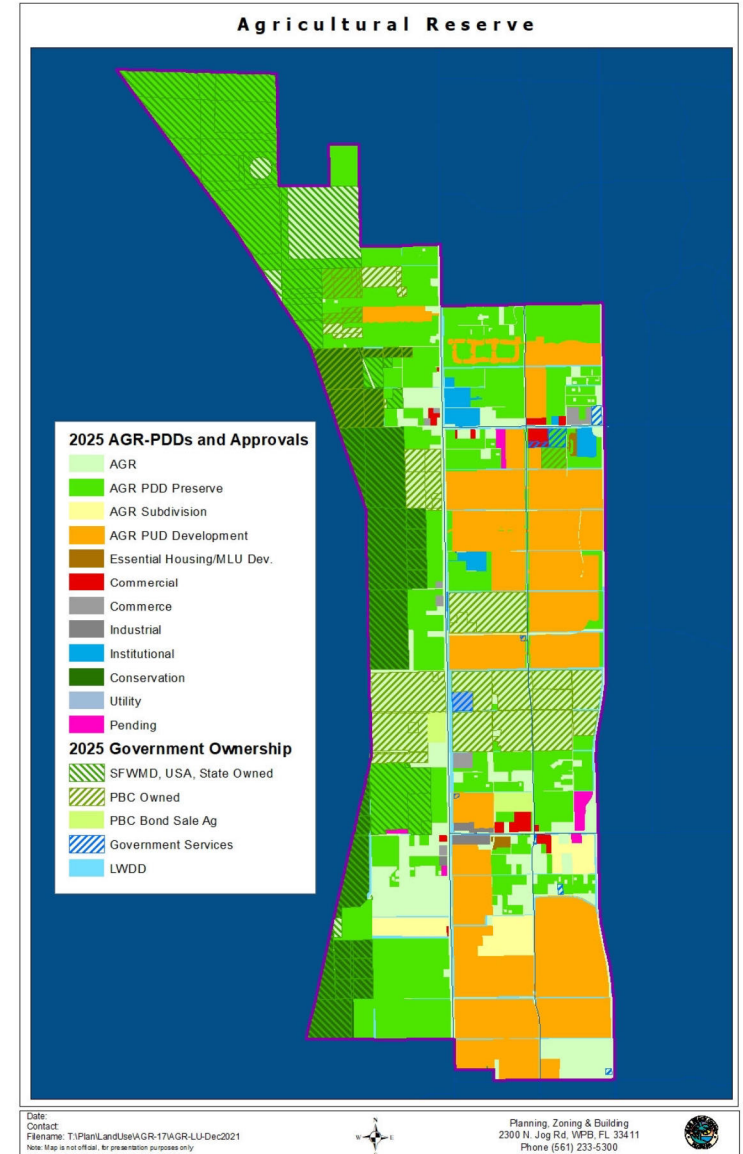 Agricultural Reserve
2025 AGR-PDDs and Approvals
AGR
AGR PDD Preserve
AGR Subdivision
AGR PUD Development
Essential Housing/MLU Dev.
Commercial
Commerce
Industrial
Institutional
Conservation
Utility
Pending
2025 Government Ownership
SFWMD, USA, State Owned
PBC Owned
PBC Bond Sale Ag
Government Services
LWDD
Date:
Contact:
Filename: T:\Plan\LandUse\AGR-17\AGR-LU-Dec2021
Note: Map is not official, for presentation purposes only
N
W E
S
Planning, Zoning & Building
2300 N. Jog Rd, WPB, FL 33411
Phone (561) 233-5300